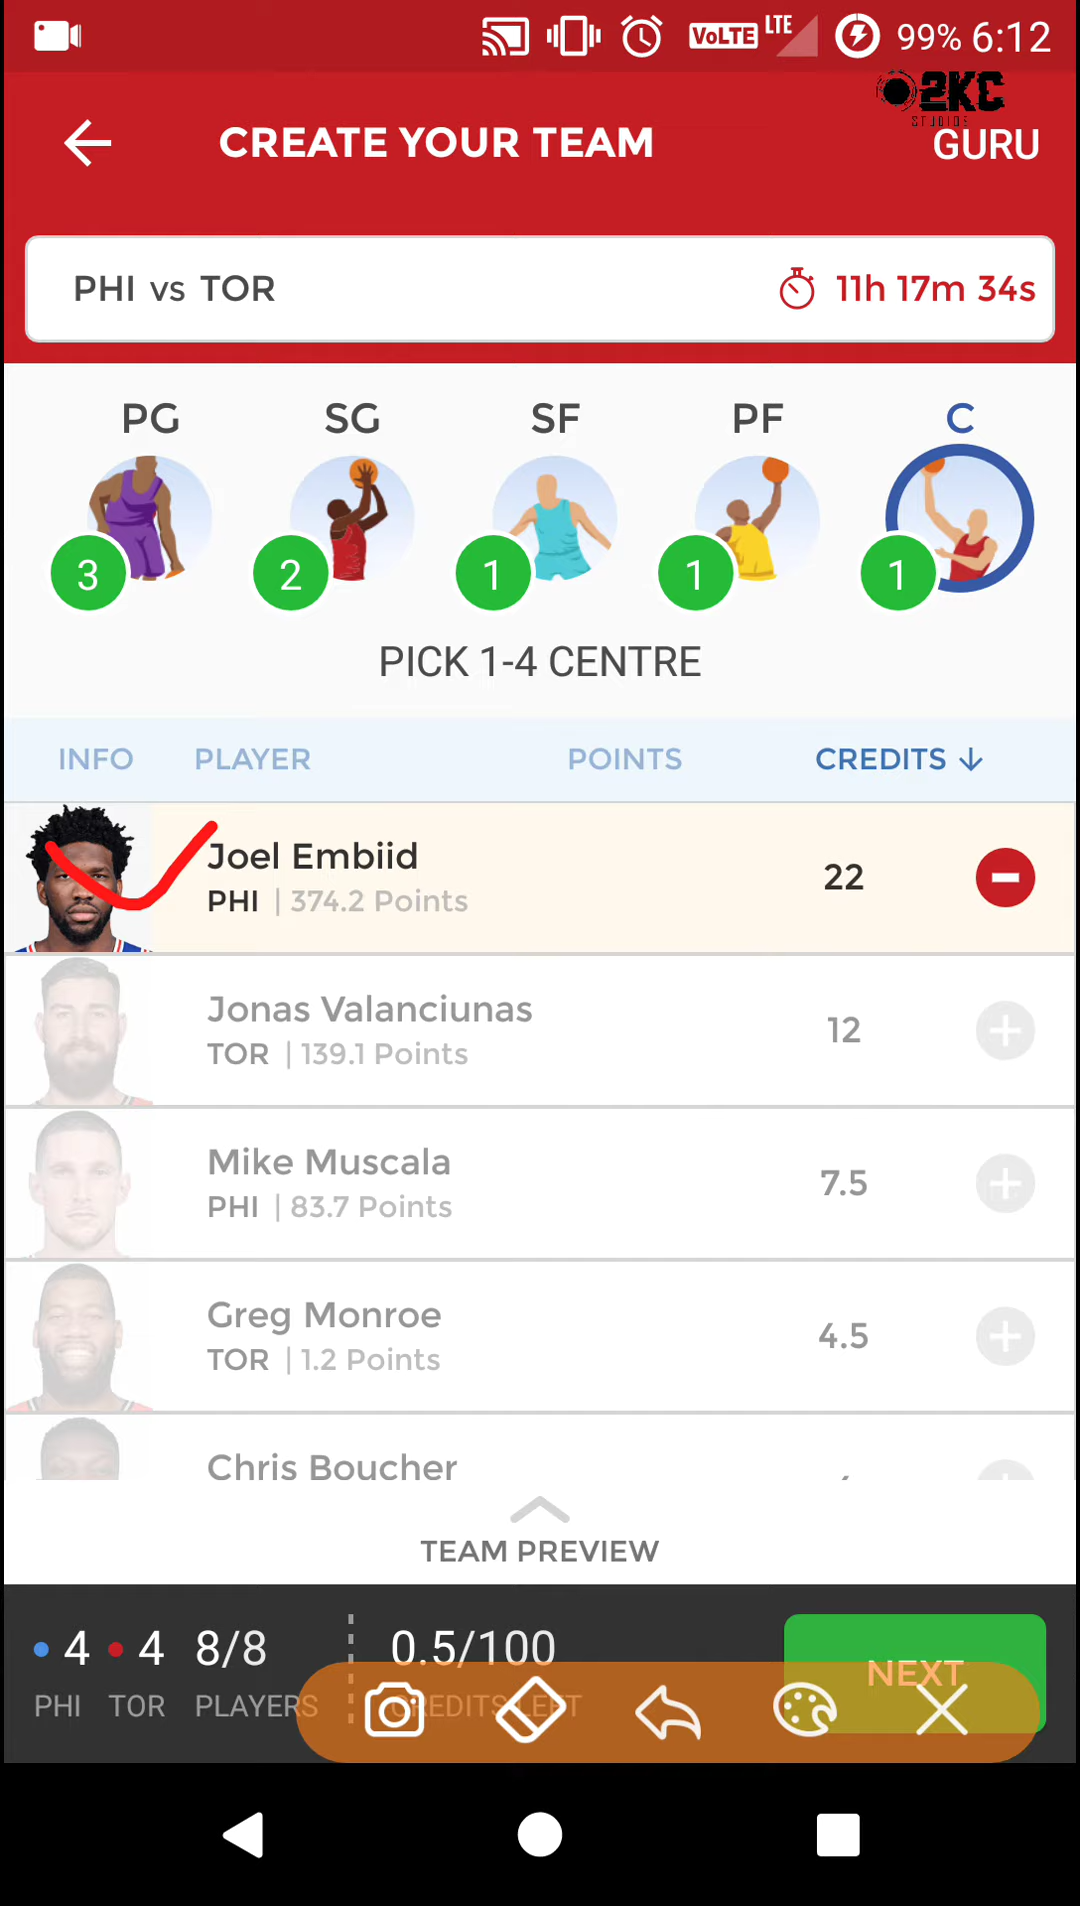 VoLTE LTE 99% 6:12
2KC
STUDIOS
CREATE YOUR TEAM
GURU
PHI vs TOR 11h 17m 34s
PG SG SF PF C
3 2 1 1 1
PICK 1-4 CENTRE
INFO PLAYER POINTS CREDITS ↓
Joel Embiid
PHI | 374.2 Points
22
Jonas Valanciunas
TOR | 139.1 Points
12
Mike Muscala
PHI | 83.7 Points
7.5
Greg Monroe
TOR | 1.2 Points
4.5
Chris Boucher
TEAM PREVIEW
4 4 8/8 0.5/100
NEXT
PHI TOR PLAYERS CREDITS LEFT